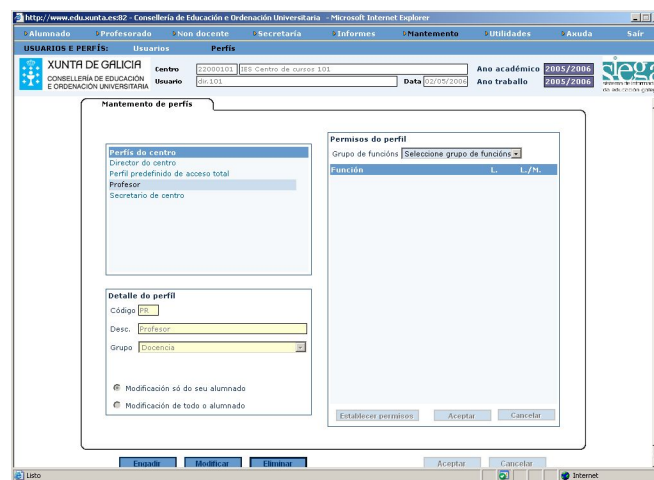 http://www.edu.xunta.es:82 - Consellería de Educación e Ordenación Universitaria - Microsoft Internet Explorer
Alumnado Profesorado Non docente Secretaría Informes Mantemento Utilidades Axuda Sair
USUARIOS E PERFÍS: Usuarios Perfís
XUNTA DE GALICIA
CONSELLERÍA DE EDUCACIÓN
E ORDENACIÓN UNIVERSITARIA
Centro 22000101 IES Centro de cursos 101 Ano académico 2005/2006
Usuario dir.101 Data 02/05/2006 Ano traballo 2005/2006
siega
Mantemento de perfís
Perfís do centro
Director do centro
Perfil predefinido de acceso total
Profesor
Secretario de centro
Detalle do perfil
Código PR
Desc. Profesor
Grupo Docencia
Modificación só do seu alumnado
Modificación de todo o alumnado
Permisos do perfil
Grupo de funcións Seleccione grupo de funcións
Función L. L./M.
Establecer permisos Aceptar Cancelar
Engadir Modificar Eliminar Aceptar Cancelar
Listo Internet